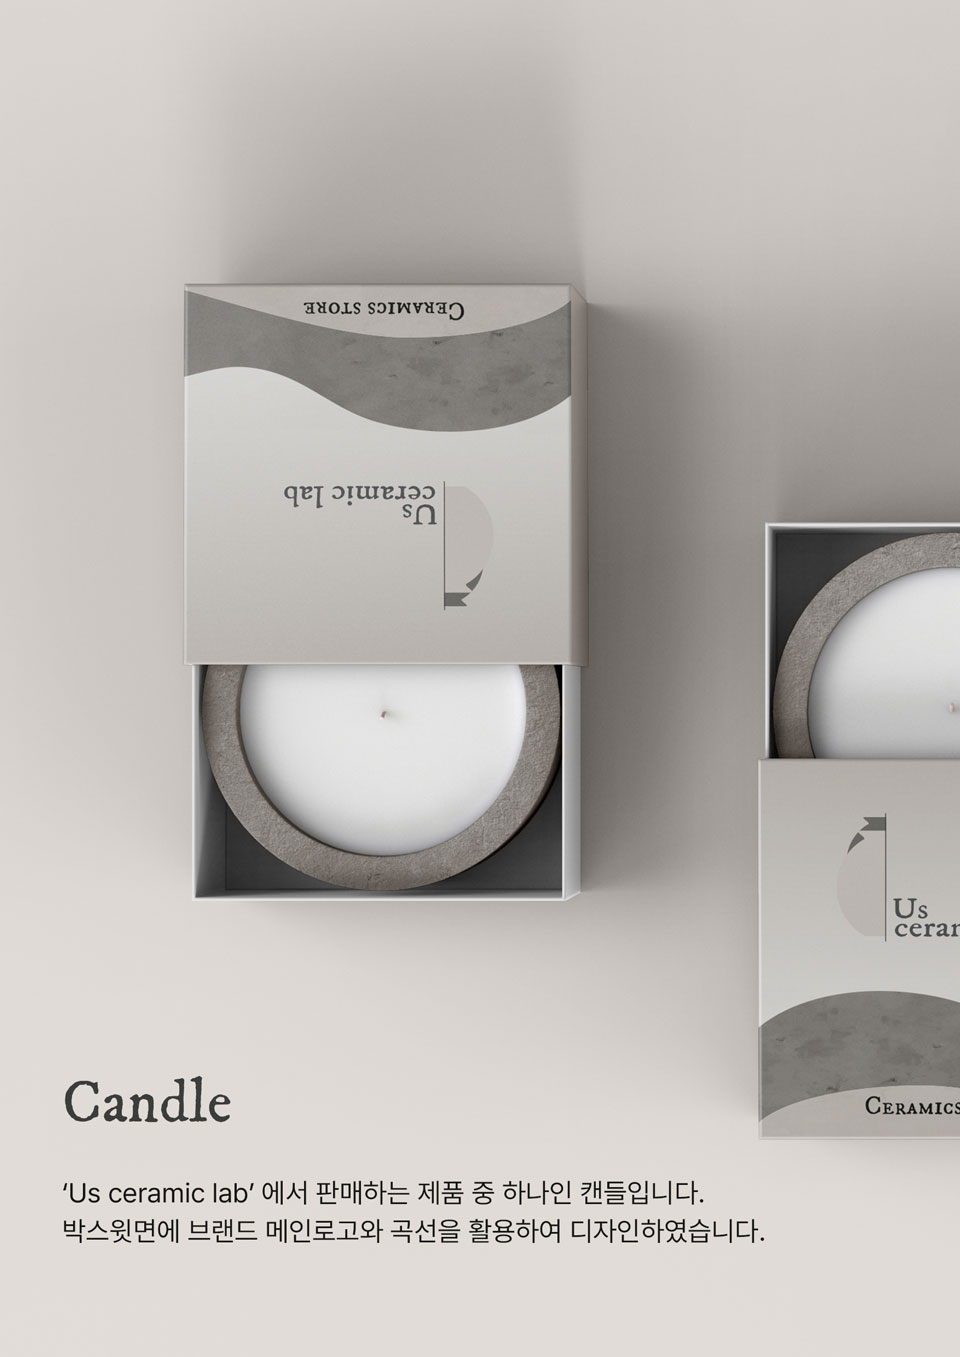 Ceramics store
Us
ceramic lab
Us
ceram
Ceramics
Candle
‘Us ceramic lab’ 에서 판매하는 제품 중 하나인 캔들입니다.
박스윗면에 브랜드 메인로고와 곡선을 활용하여 디자인하였습니다.